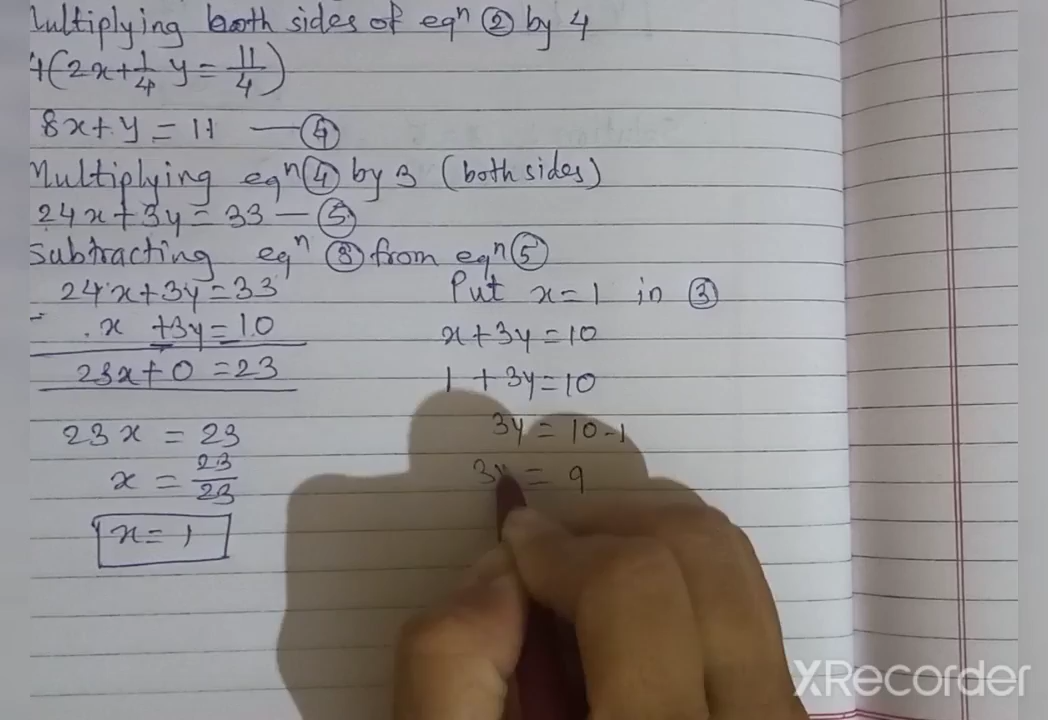 Multiplying both sides of eqⁿ ② by 4
4(2x+1/4 y = 11/4)
8x+y = 11 — ④
Multiplying eqⁿ ④ by 3 (both sides)
24x+3y = 33 — ⑤
Subtracting eqⁿ ③ from eqⁿ ⑤
24x+3y=33
- x +3y=10
23x+0 =23
23x = 23
x = 23/23
x = 1
Put x=1 in ③
x+3y=10
1 +3y=10
3y = 10-1
3y = 9
XRecorder